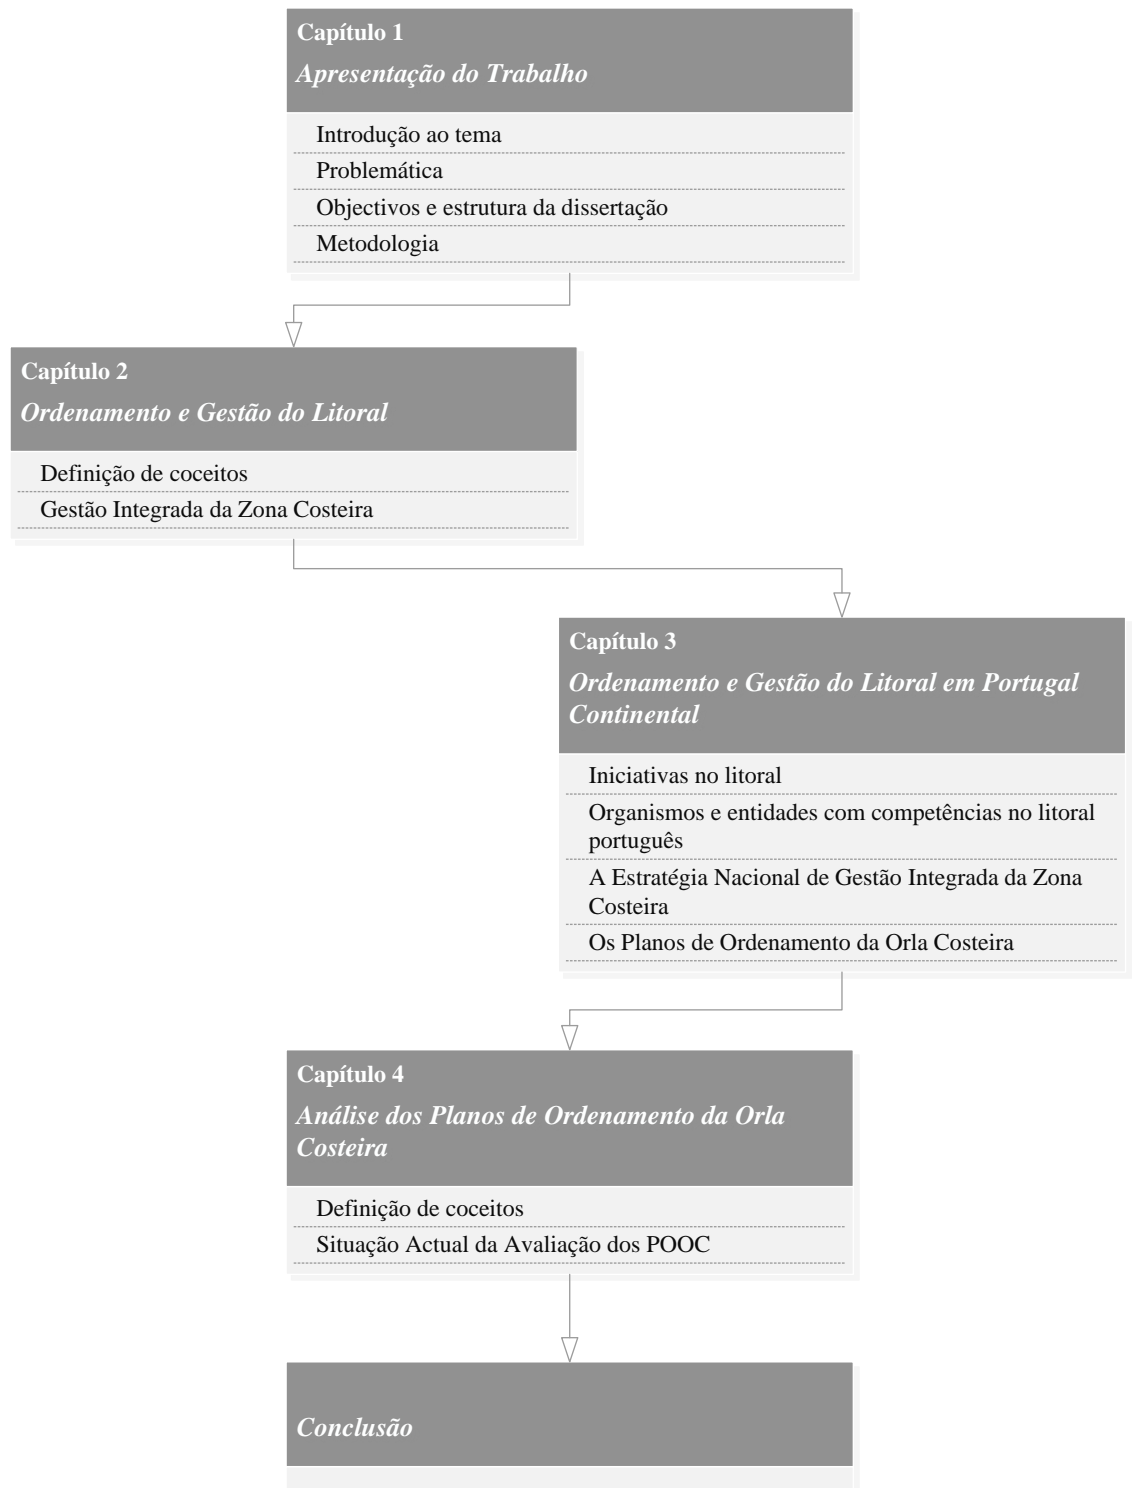 Capítulo 1
Apresentação do Trabalho
Introdução ao tema
Problemática
Objectivos e estrutura da dissertação
Metodologia
Capítulo 2
Ordenamento e Gestão do Litoral
Definição de coceitos
Gestão Integrada da Zona Costeira
Capítulo 3
Ordenamento e Gestão do Litoral em Portugal
Continental
Iniciativas no litoral
Organismos e entidades com competências no litoral
português
A Estratégia Nacional de Gestão Integrada da Zona
Costeira
Os Planos de Ordenamento da Orla Costeira
Capítulo 4
Análise dos Planos de Ordenamento da Orla
Costeira
Definição de coceitos
Situação Actual da Avaliação dos POOC
Conclusão